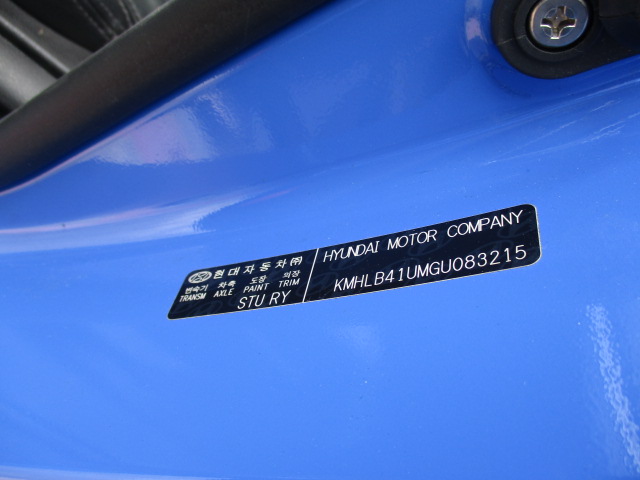 현대자동차㈜
변속기 차축 도장 의장
TRANSM AXLE PAINT TRIM
STU RY
HYUNDAI MOTOR COMPANY
KMHLB41UMGU083215